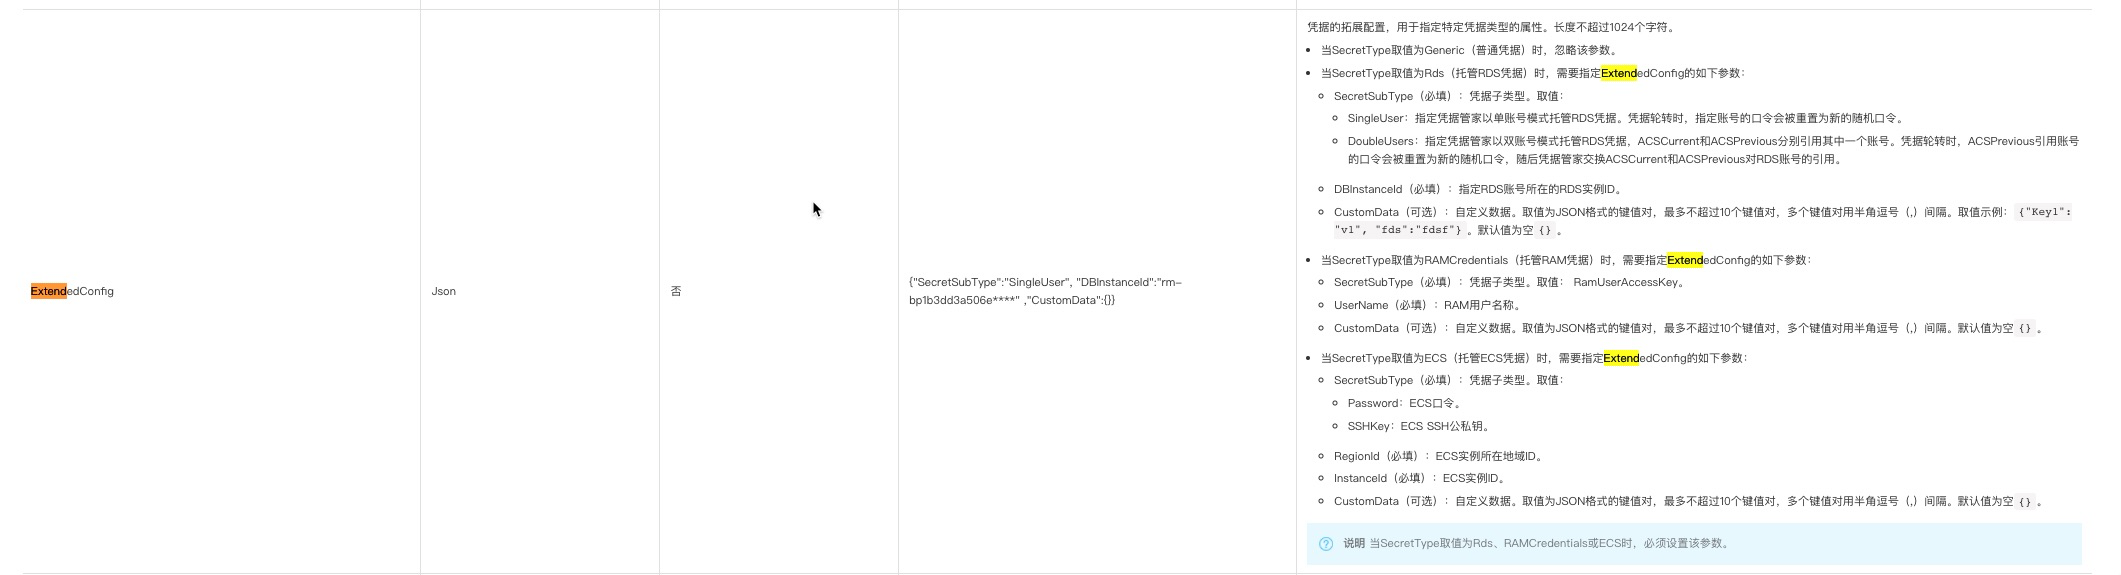 ExtendedConfig
Json
否
{"SecretSubType":"SingleUser", "DBInstanceId":"rm-
bp1b3dd3a506e****" ,"CustomData":{}}
凭据的拓展配置，用于指定特定凭据类型的属性。长度不超过1024个字符。
当SecretType取值为Generic（普通凭据）时，忽略该参数。
当SecretType取值为Rds（托管RDS凭据）时，需要指定ExtendedConfig的如下参数：
SecretSubType（必填）：凭据子类型。取值：
SingleUser：指定凭据管家以单账号模式托管RDS凭据。凭据轮转时，指定账号的口令会被重置为新的随机口令。
DoubleUsers：指定凭据管家以双账号模式托管RDS凭据，ACSCurrent和ACSPrevious分别引用其中一个账号。凭据轮转时，ACSPrevious引用账号
的口令会被重置为新的随机口令，随后凭据管家交换ACSCurrent和ACSPrevious对RDS账号的引用。
DBInstanceId（必填）：指定RDS账号所在的RDS实例ID。
CustomData（可选）：自定义数据。取值为JSON格式的键值对，最多不超过10个键值对，多个键值对用半角逗号（,）间隔。取值示例：{"Key1":
"v1", "fds":"fdsf"} 。默认值为空 {} 。
当SecretType取值为RAMCredentials（托管RAM凭据）时，需要指定ExtendedConfig的如下参数：
SecretSubType（必填）：凭据子类型。取值： RamUserAccessKey。
UserName（必填）：RAM用户名称。
CustomData（可选）：自定义数据。取值为JSON格式的键值对，最多不超过10个键值对，多个键值对用半角逗号（,）间隔。默认值为空 {} 。
当SecretType取值为ECS（托管ECS凭据）时，需要指定ExtendedConfig的如下参数：
SecretSubType（必填）：凭据子类型。取值：
Password：ECS口令。
SSHKey：ECS SSH公私钥。
RegionId（必填）：ECS实例所在地域ID。
InstanceId（必填）：ECS实例ID。
CustomData（可选）：自定义数据。取值为JSON格式的键值对，最多不超过10个键值对，多个键值对用半角逗号（,）间隔。默认值为空 {} 。
说明 当SecretType取值为Rds、RAMCredentials或ECS时，必须设置该参数。